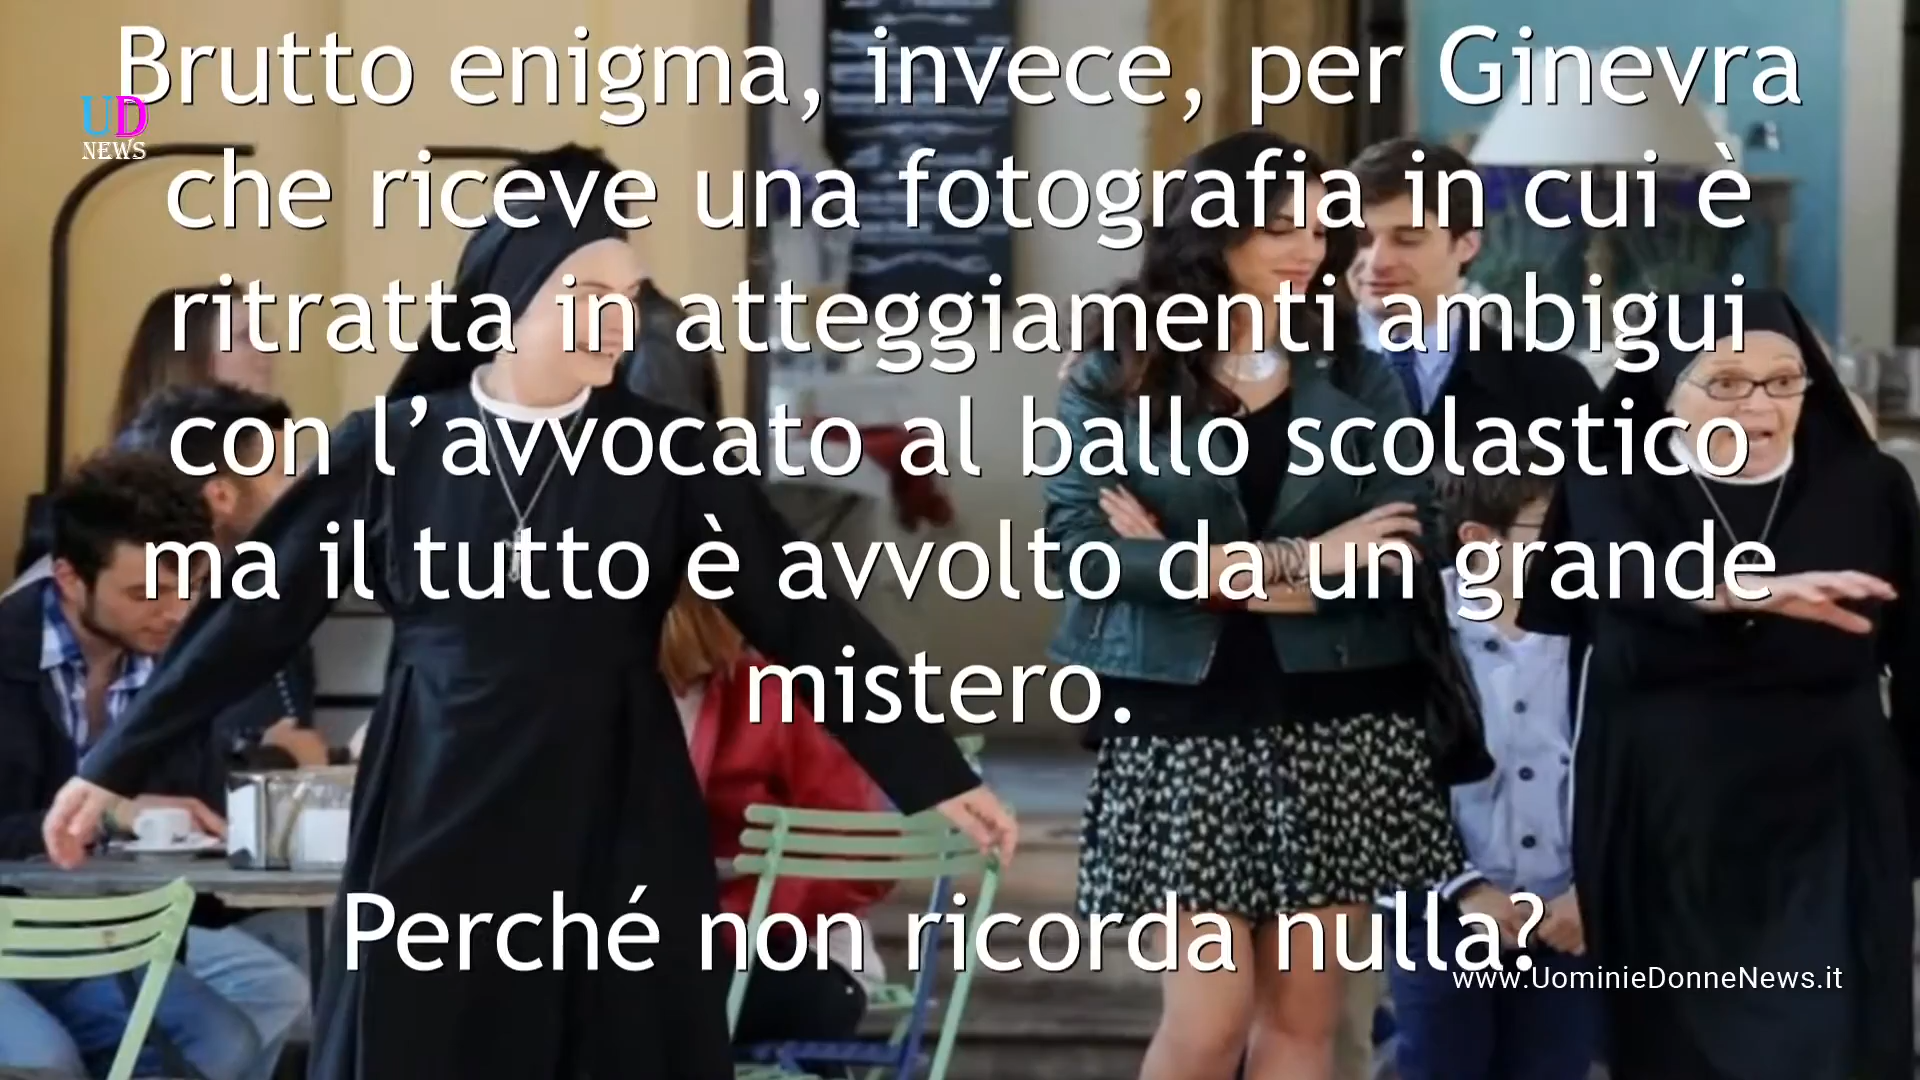 Brutto enigma, invece, per Ginevra
UD
NEWS
che riceve una fotografia in cui è
ritratta in atteggiamenti ambigui
con l’avvocato al ballo scolastico
ma il tutto è avvolto da un grande
mistero.
Perché non ricorda nulla?
www.UominieDonneNews.it